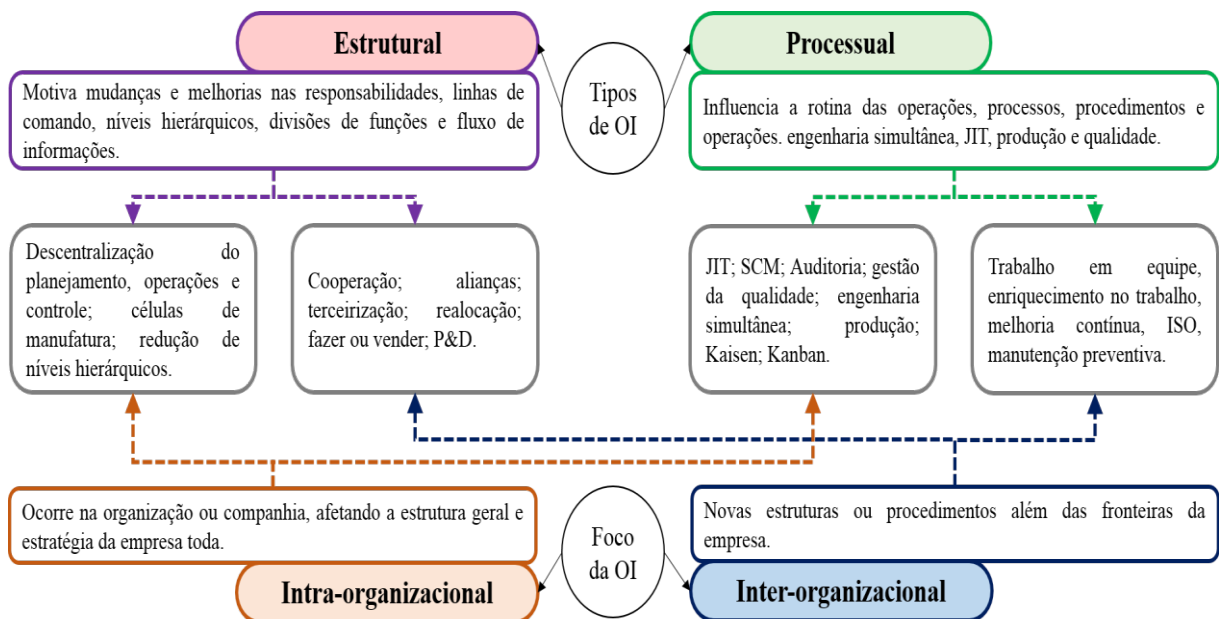 Estrutural
Tipos
de OI
Processual
Motiva mudanças e melhorias nas responsabilidades, linhas de
comando, níveis hierárquicos, divisões de funções e fluxo de
informações.
Influencia a rotina das operações, processos, procedimentos e
operações. engenharia simultânea, JIT, produção e qualidade.
Descentralização do
planejamento, operações e
controle; células de
manufatura; redução de
níveis hierárquicos.
Cooperação; alianças;
terceirização; realocação;
fazer ou vender; P&D.
JIT; SCM; Auditoria; gestão
da qualidade; engenharia
simultânea; produção;
Kaisen; Kanban.
Trabalho em equipe,
enriquecimento no trabalho,
melhoria contínua, ISO,
manutenção preventiva.
Ocorre na organização ou companhia, afetando a estrutura geral e
estratégia da empresa toda.
Foco
da OI
Novas estruturas ou procedimentos além das fronteiras da
empresa.
Intra-organizacional
Inter-organizacional